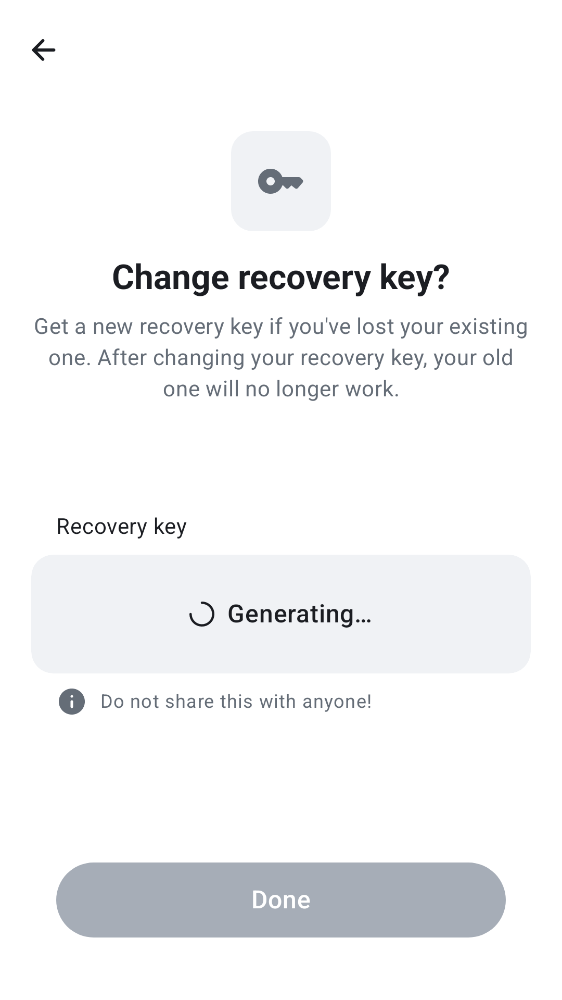 Change recovery key?
Get a new recovery key if you've lost your existing
one. After changing your recovery key, your old
one will no longer work.
Recovery key
Generating…
Do not share this with anyone!
Done